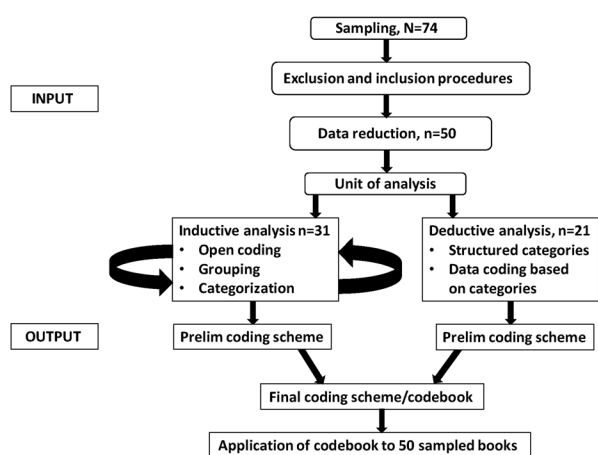 Sampling, N=74
Exclusion and inclusion procedures
INPUT
Data reduction, n=50
Unit of analysis
Inductive analysis n=31
• Open coding
• Grouping
• Categorization
Deductive analysis, n=21
• Structured categories
• Data coding based
on categories
OUTPUT
Prelim coding scheme
Prelim coding scheme
Final coding scheme/codebook
Application of codebook to 50 sampled books